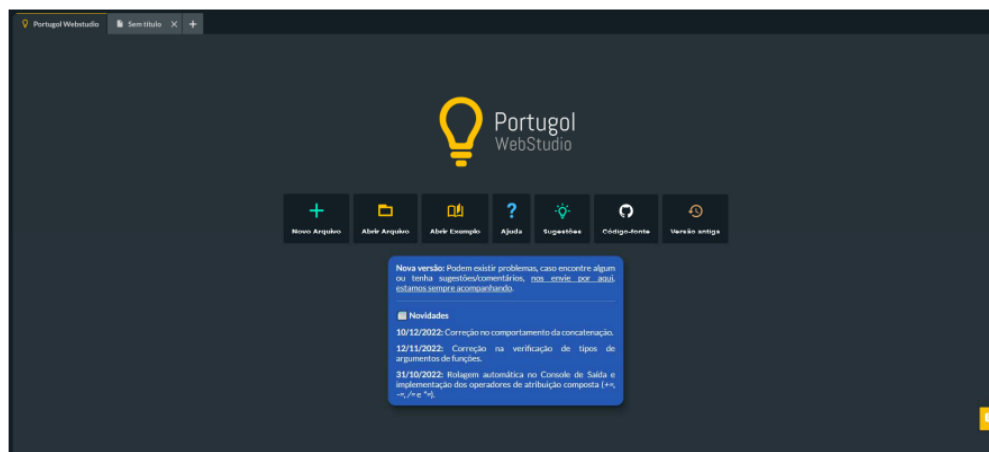 Portugol Webstudio
Sem título
Portugol
WebStudio
Novo Arquivo
Abrir Arquivo
Abrir Exemplo
Ajuda
Sugestões
Código-fonte
Versão antiga
Nova versão: Podem existir problemas, caso encontre algum
ou tenha sugestões/comentários, nos envie por aqui,
estamos sempre acompanhando.
Novidades
10/12/2022: Correção no comportamento da concatenação.
12/11/2022: Correção na verificação de tipos de
argumentos de funções.
31/10/2022: Rolagem automática no Console de Saída e
implementação dos operadores de atribuição composta (+=,
-=, /= e *=).